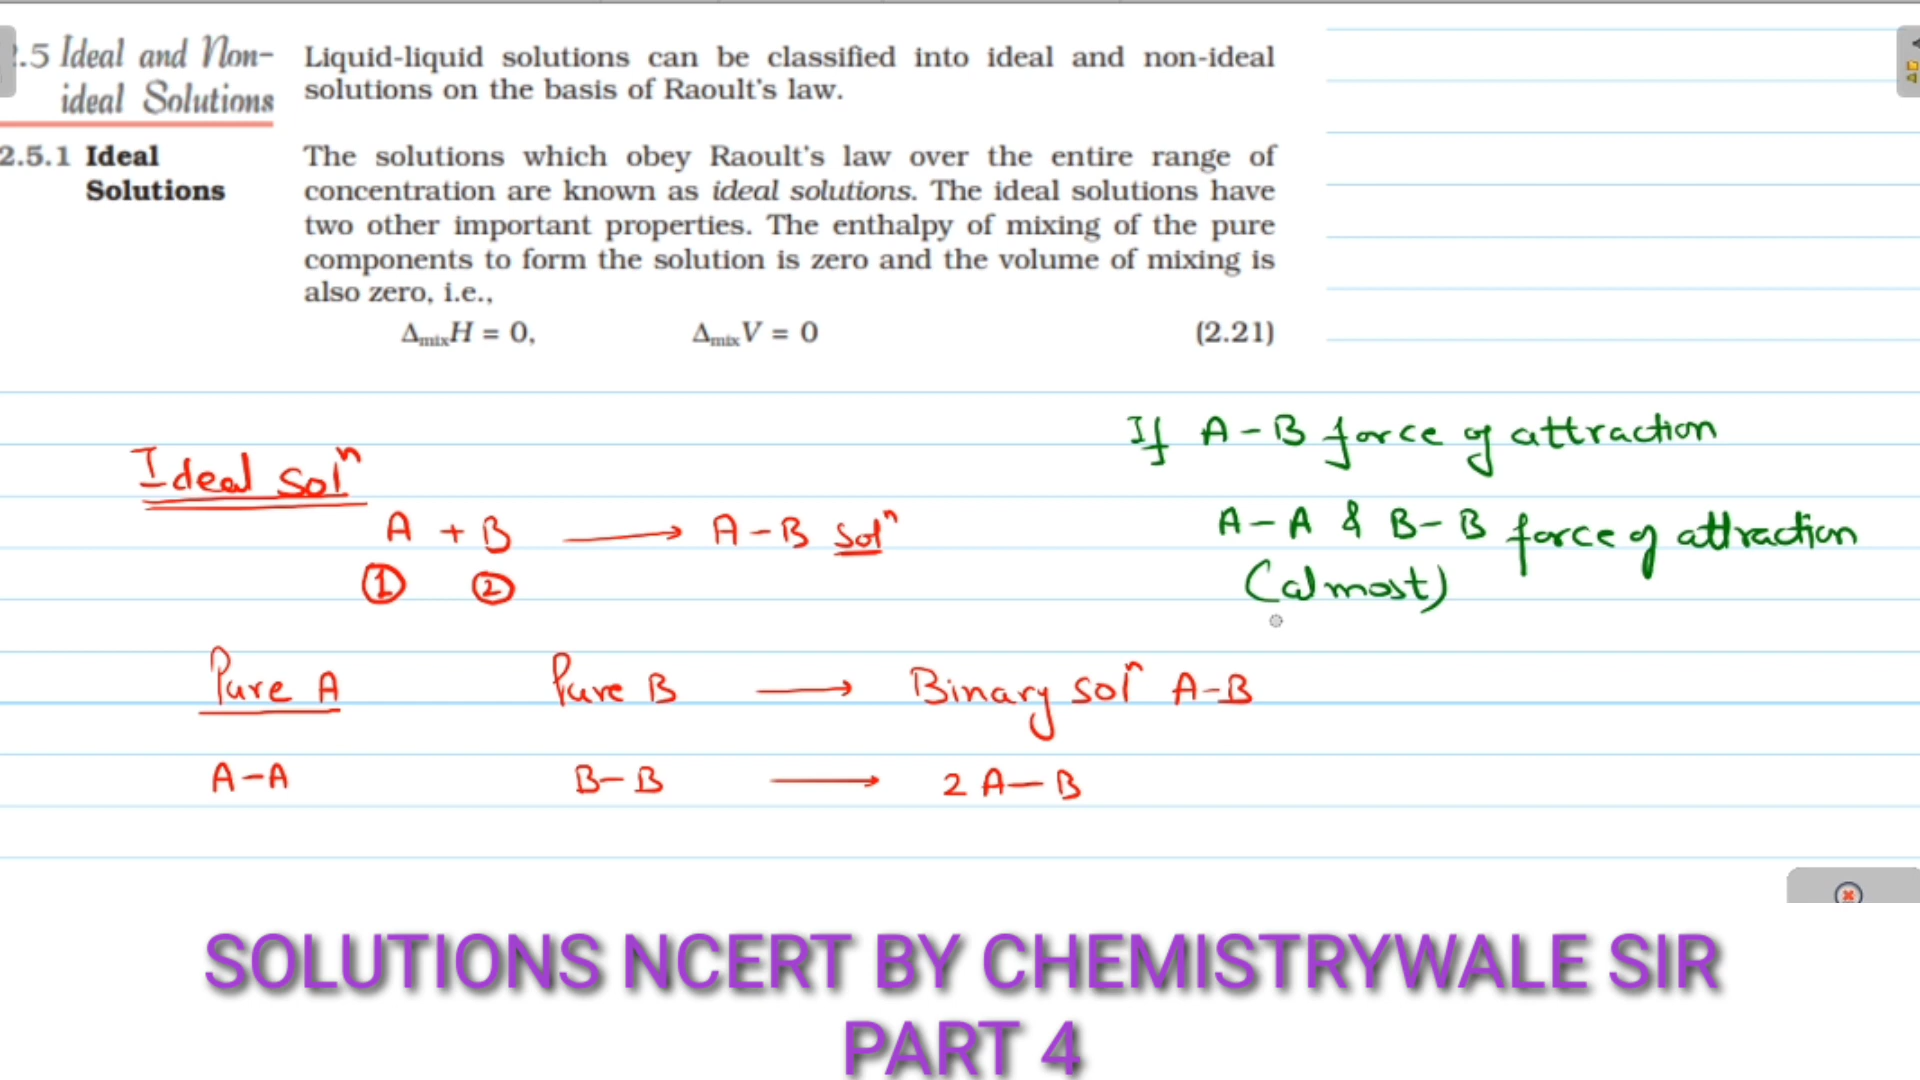 .5 Ideal and Non-
ideal Solutions
Liquid-liquid solutions can be classified into ideal and non-ideal
solutions on the basis of Raoult's law.
2.5.1 Ideal
Solutions
The solutions which obey Raoult's law over the entire range of
concentration are known as ideal solutions. The ideal solutions have
two other important properties. The enthalpy of mixing of the pure
components to form the solution is zero and the volume of mixing is
also zero, i.e.,
ΔmixH = 0, ΔmixV = 0 (2.21)
If A-B force of attraction
Ideal Solⁿ
A-A & B-B force of attraction
(almost)
A + B ⟶ A-B Solⁿ
① ②
Pure A Pure B ⟶ Binary solⁿ A-B
A-A B-B ⟶ 2 A-B
SOLUTIONS NCERT BY CHEMISTRYWALE SIR
PART 4